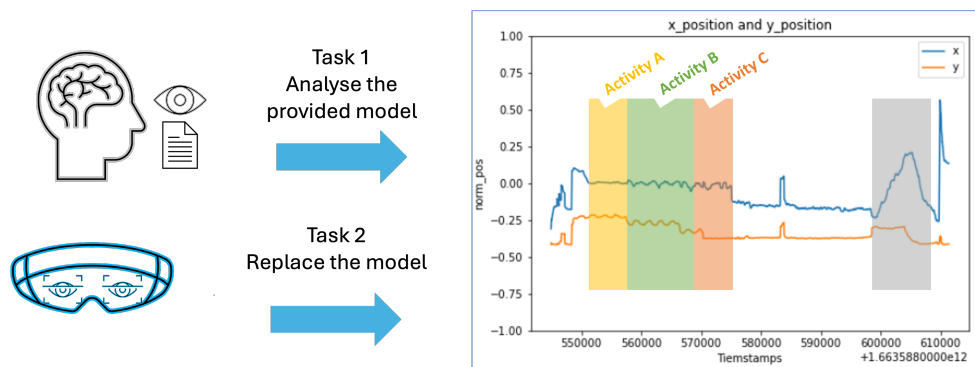 Task 1
Analyse the
provided model
Task 2
Replace the model
x_position and y_position
x
y
Activity A
Activity B
Activity C
norm_pos
1.00
0.75
0.50
0.25
0.00
−0.25
−0.50
−0.75
−1.00
550000 560000 570000 580000 590000 600000 610000
Tiemstamps
+1.6635880000e12